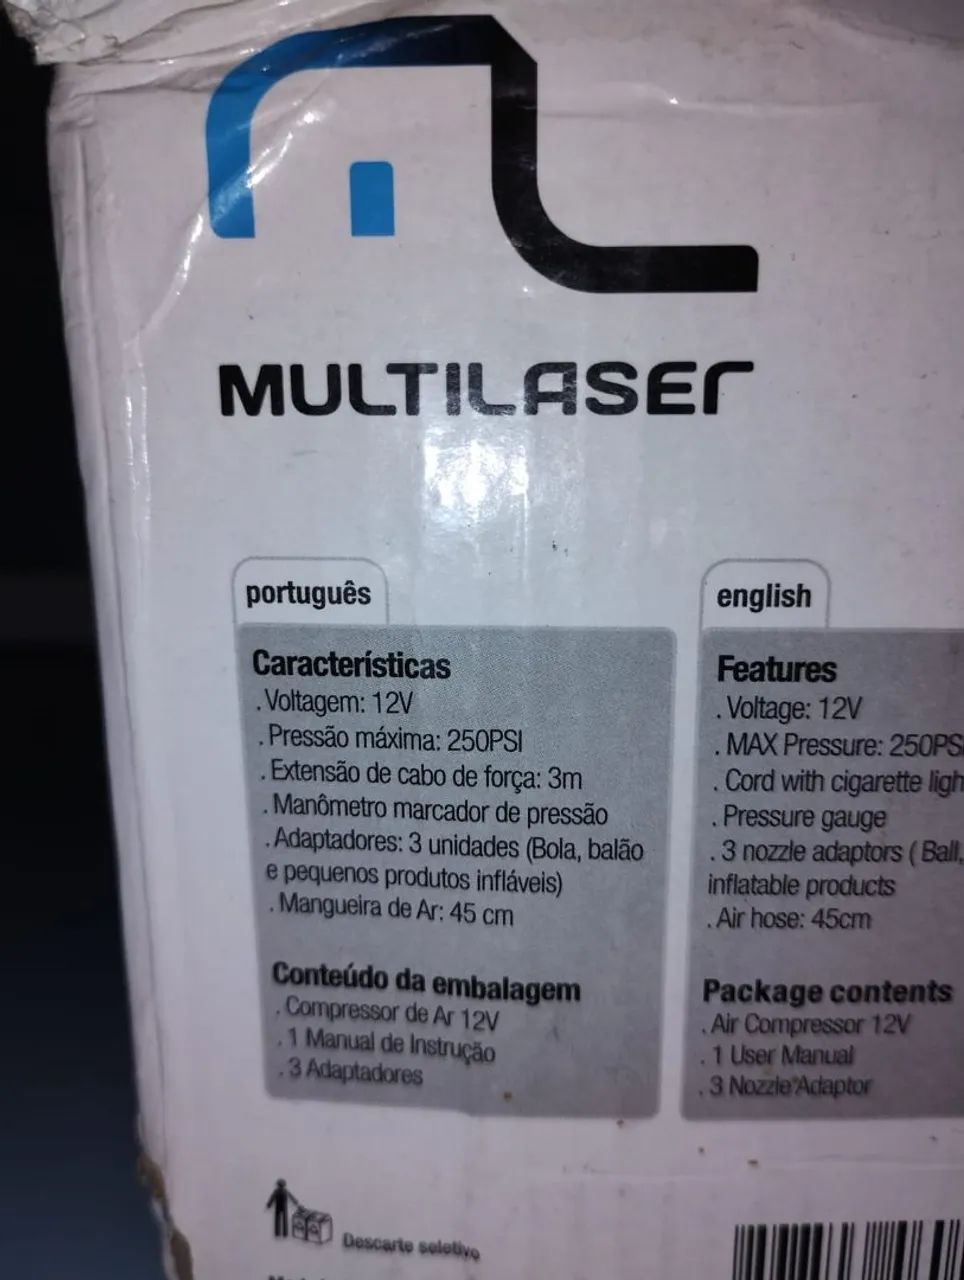 MULTILASER
português
Características
. Voltagem: 12V
. Pressão máxima: 250PSI
. Extensão de cabo de força: 3m
. Manômetro marcador de pressão
. Adaptadores: 3 unidades (Bola, balão
e pequenos produtos infláveis)
. Mangueira de Ar: 45 cm
Conteúdo da embalagem
. Compressor de Ar 12V
. 1 Manual de Instrução
. 3 Adaptadores
english
Features
. Voltage: 12V
. MAX Pressure: 250PS
. Cord with cigarette ligh
. Pressure gauge
. 3 nozzle adaptors ( Ball,
inflatable products
. Air hose: 45cm
Package contents
. Air Compressor 12V
. 1 User Manual
. 3 Nozzle Adaptor
Descarte seletivo